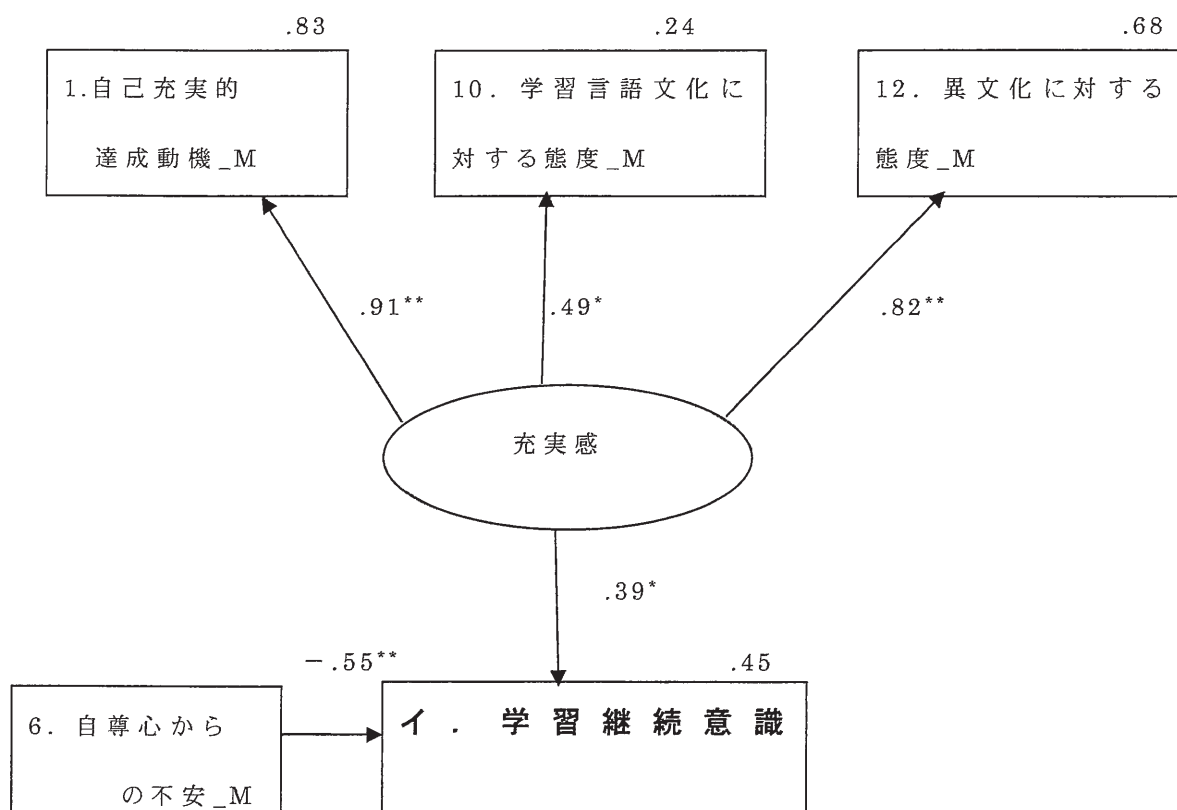 .83
.24
.68
1.自己充実的
達成動機_M
10. 学習言語文化に
対する態度_M
12. 異文化に対する
態度_M
.91**
.49*
.82**
充実感
.39*
－.55**
.45
6. 自尊心から
の不安_M
イ . 学習継続意識